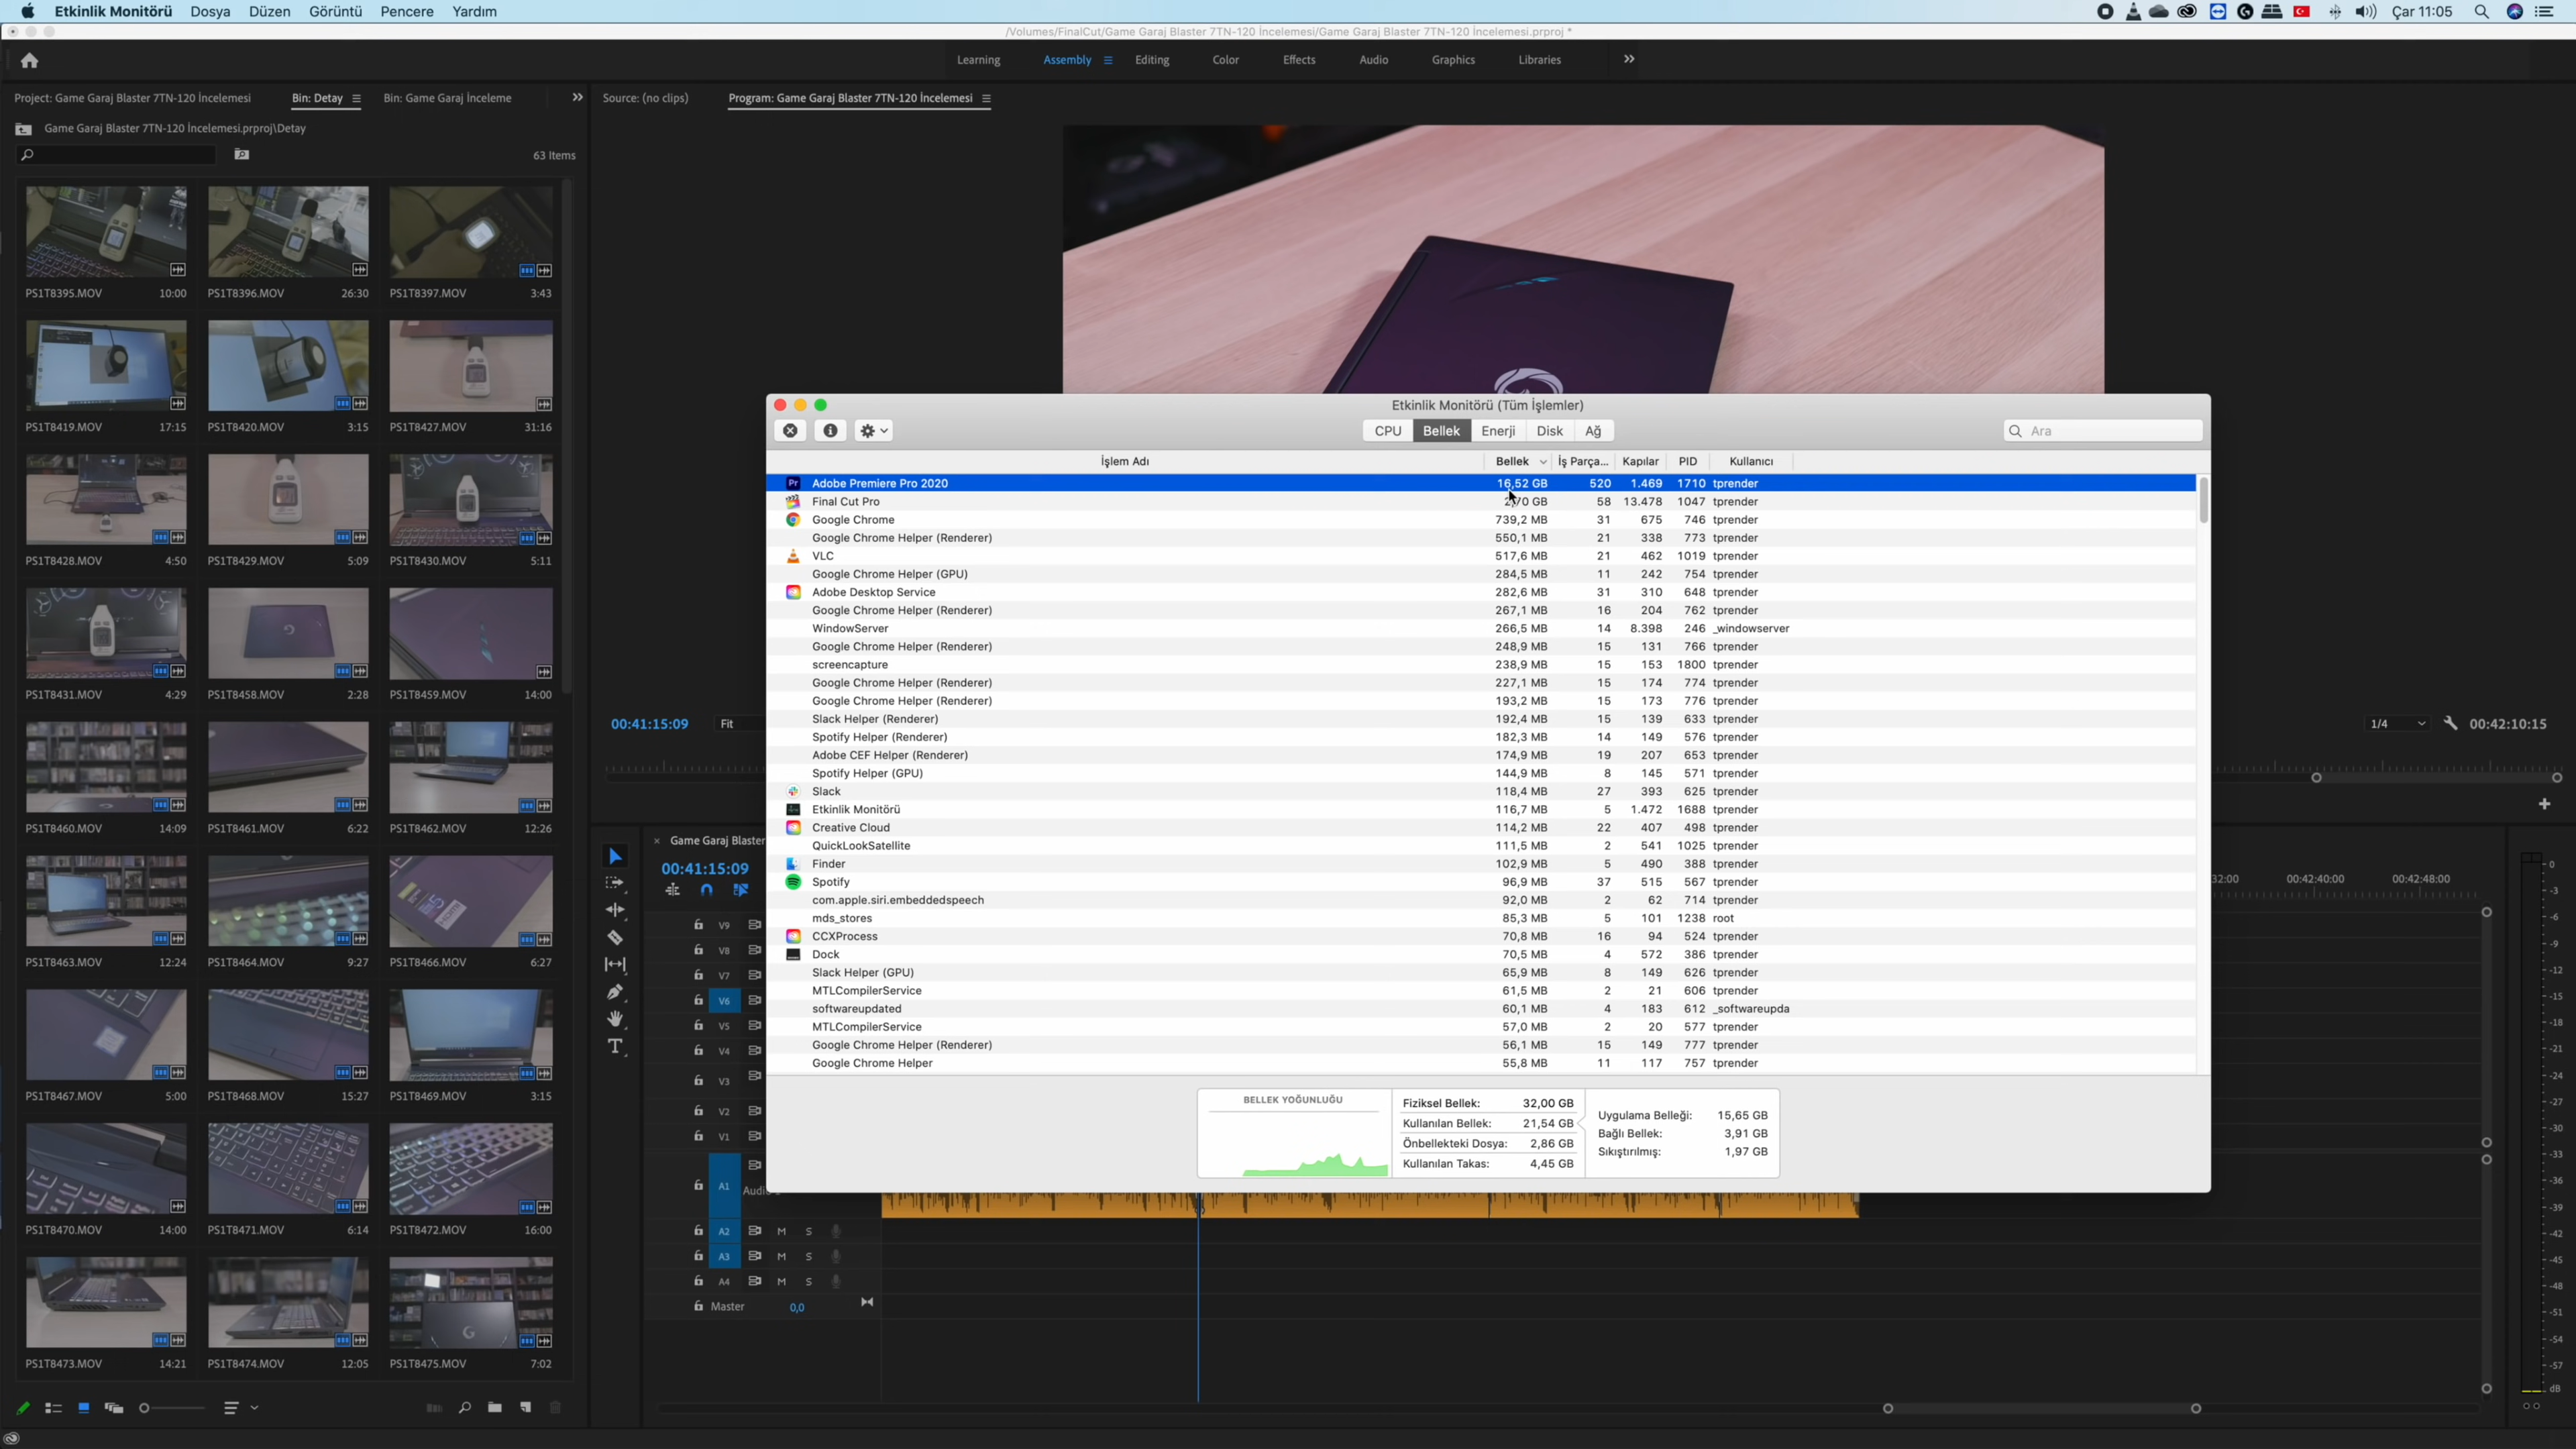 Etkinlik Monitörü Dosya Düzen Görüntü Pencere Yardım
Çar 11:05
/Volumes/FinalCut/Game Garaj Blaster 7TN-120 İncelemesi/Game Garaj Blaster 7TN-120 İncelemesi.prproj *
Learning Assembly Editing Color Effects Audio Graphics Libraries
Project: Game Garaj Blaster 7TN-120 İncelemesi Bin: Detay Bin: Game Garaj İnceleme
Source: (no clips) Program: Game Garaj Blaster 7TN-120 İncelemesi
Game Garaj Blaster 7TN-120 İncelemesi.prproj\Detay
63 Items
PS1T8395.MOV 10:00 PS1T8396.MOV 26:30 PS1T8397.MOV 3:43
PS1T8419.MOV 17:15 PS1T8420.MOV 3:15 PS1T8427.MOV 31:16
PS1T8428.MOV 4:50 PS1T8429.MOV 5:09 PS1T8430.MOV 5:11
PS1T8431.MOV 4:29 PS1T8458.MOV 2:28 PS1T8459.MOV 14:00
PS1T8460.MOV 14:09 PS1T8461.MOV 6:22 PS1T8462.MOV 12:26
PS1T8463.MOV 12:24 PS1T8464.MOV 9:27 PS1T8466.MOV 6:27
PS1T8467.MOV 5:00 PS1T8468.MOV 15:27 PS1T8469.MOV 3:15
PS1T8470.MOV 14:00 PS1T8471.MOV 6:14 PS1T8472.MOV 16:00
PS1T8473.MOV 14:21 PS1T8474.MOV 12:05 PS1T8475.MOV 7:02
Etkinlik Monitörü (Tüm İşlemler)
CPU Bellek Enerji Disk Ağ
Ara
İşlem Adı Bellek İş Parça... Kapılar PID Kullanıcı
Pr Adobe Premiere Pro 2020 16,52 GB 520 1.469 1710 tprender
Final Cut Pro GB 58 13.478 1047 tprender
Google Chrome 739,2 MB 31 675 746 tprender
Google Chrome Helper (Renderer) 550,1 MB 21 338 773 tprender
VLC 517,6 MB 21 462 1019 tprender
Google Chrome Helper (GPU) 284,5 MB 11 242 754 tprender
Adobe Desktop Service 282,6 MB 31 310 648 tprender
Google Chrome Helper (Renderer) 267,1 MB 16 204 762 tprender
WindowServer 266,5 MB 14 8.398 246 _windowserver
Google Chrome Helper (Renderer) 248,9 MB 15 131 766 tprender
screencapture 238,9 MB 15 153 1800 tprender
Google Chrome Helper (Renderer) 227,1 MB 15 174 774 tprender
Google Chrome Helper (Renderer) 193,2 MB 15 173 776 tprender
Slack Helper (Renderer) 192,4 MB 15 139 633 tprender
Spotify Helper (Renderer) 182,3 MB 14 149 576 tprender
Adobe CEF Helper (Renderer) 174,9 MB 19 207 653 tprender
Spotify Helper (GPU) 144,9 MB 8 145 571 tprender
Slack 118,4 MB 27 393 625 tprender
Etkinlik Monitörü 116,7 MB 5 1.472 1688 tprender
Creative Cloud 114,2 MB 22 407 498 tprender
QuickLookSatellite 111,5 MB 2 541 1025 tprender
Finder 102,9 MB 5 490 388 tprender
Spotify 96,9 MB 37 515 567 tprender
com.apple.siri.embeddedspeech 92,0 MB 2 62 714 tprender
mds_stores 85,3 MB 5 101 1238 root
CCXProcess 70,8 MB 16 94 524 tprender
Dock 70,5 MB 4 572 386 tprender
Slack Helper (GPU) 65,9 MB 8 149 626 tprender
MTLCompilerService 61,5 MB 2 21 606 tprender
softwareupdated 60,1 MB 4 183 612 _softwareupda
MTLCompilerService 57,0 MB 2 20 577 tprender
Google Chrome Helper (Renderer) 56,1 MB 15 149 777 tprender
Google Chrome Helper 55,8 MB 11 117 757 tprender
BELLEK YOĞUNLUĞU
Fiziksel Bellek: 32,00 GB
Kullanılan Bellek: 21,54 GB
Önbellekteki Dosya: 2,86 GB
Kullanılan Takas: 4,45 GB
Uygulama Belleği: 15,65 GB
Bağlı Bellek: 3,91 GB
Sıkıştırılmış: 1,97 GB
00:41:15:09 Fit
1/4 00:42:10:15
Game Garaj Blaster
00:41:15:09
32:00 00:42:40:00 00:42:48:00
V9
V8
V7
V6
V5
V4
V3
V2
V1
A1 Audio
A2 M S
A3 M S
A4 M S
Master 0,0
0
-3
-6
-9
-12
-15
-18
-21
-24
-27
-30
-33
-36
-39
-42
-45
-48
-51
-54
-57
dB